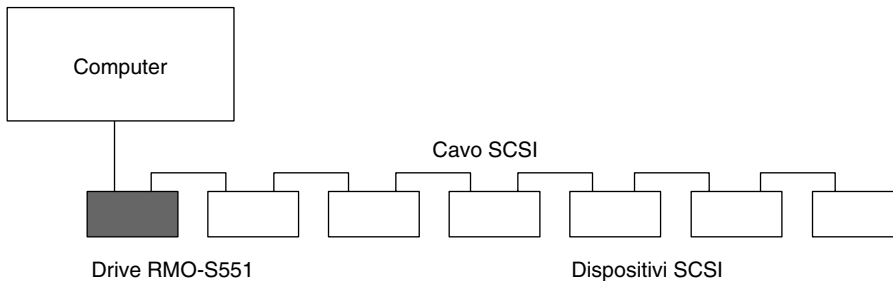 Computer
Cavo SCSI
Drive RMO-S551
Dispositivi SCSI